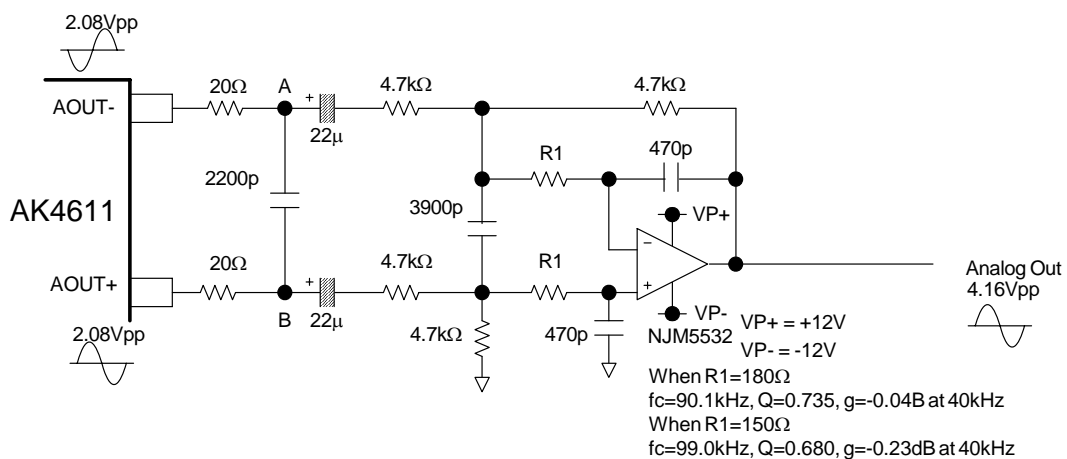 2.08Vpp
AOUT-
20Ω
A
+
22μ
4.7kΩ
4.7kΩ
R1
470p
2200p
AK4611
3900p
VP+
−
+
AOUT+
20Ω
B
+
22μ
4.7kΩ
R1
4.7kΩ
470p
VP-
NJM5532
Analog Out
4.16Vpp
2.08Vpp
VP+ = +12V
VP- = -12V
When R1=180Ω
fc=90.1kHz, Q=0.735, g=-0.04B at 40kHz
When R1=150Ω
fc=99.0kHz, Q=0.680, g=-0.23dB at 40kHz